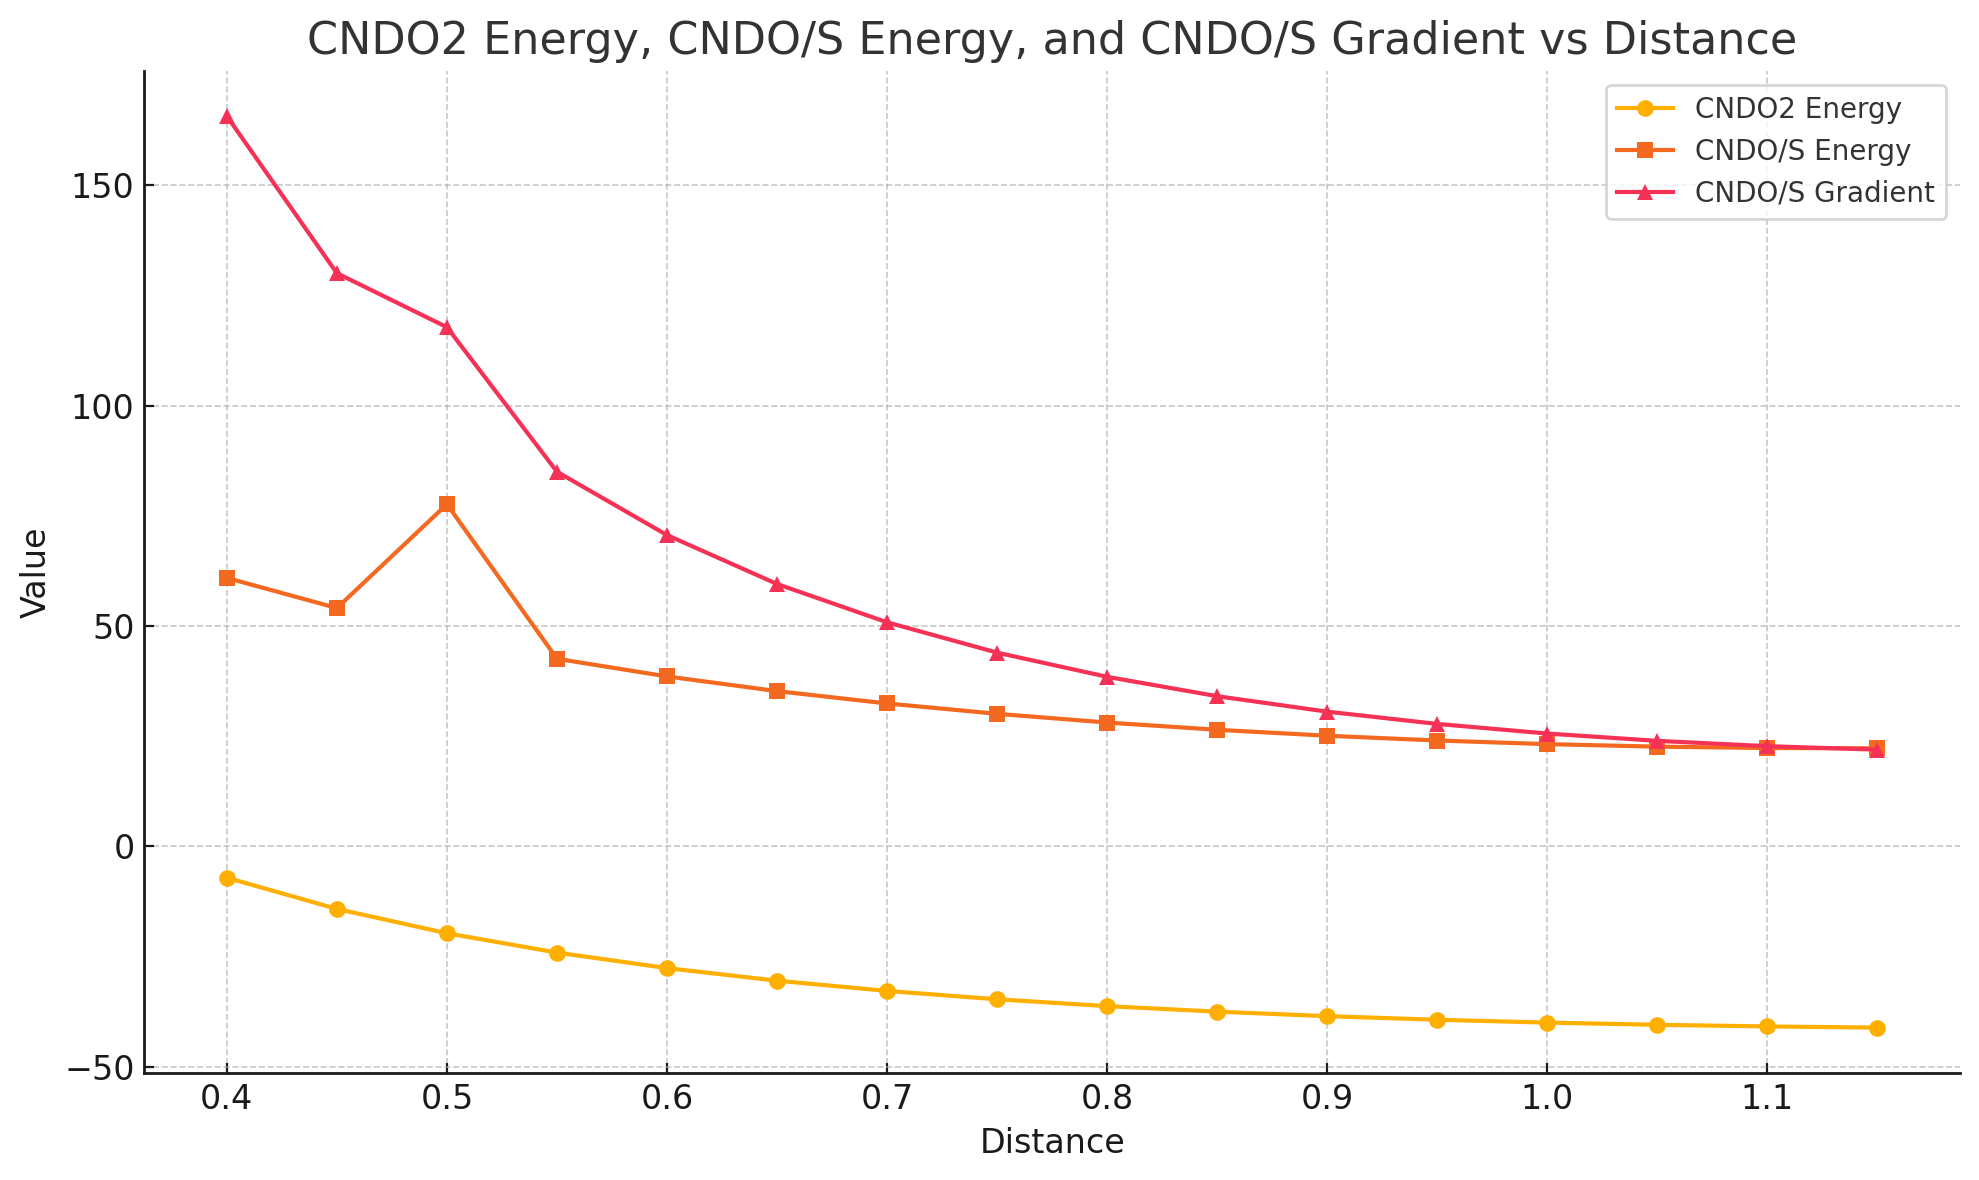 CNDO2 Energy, CNDO/S Energy, and CNDO/S Gradient vs Distance
CNDO2 Energy
CNDO/S Energy
CNDO/S Gradient
Value
150
100
50
0
−50
0.4 0.5 0.6 0.7 0.8 0.9 1.0 1.1
Distance